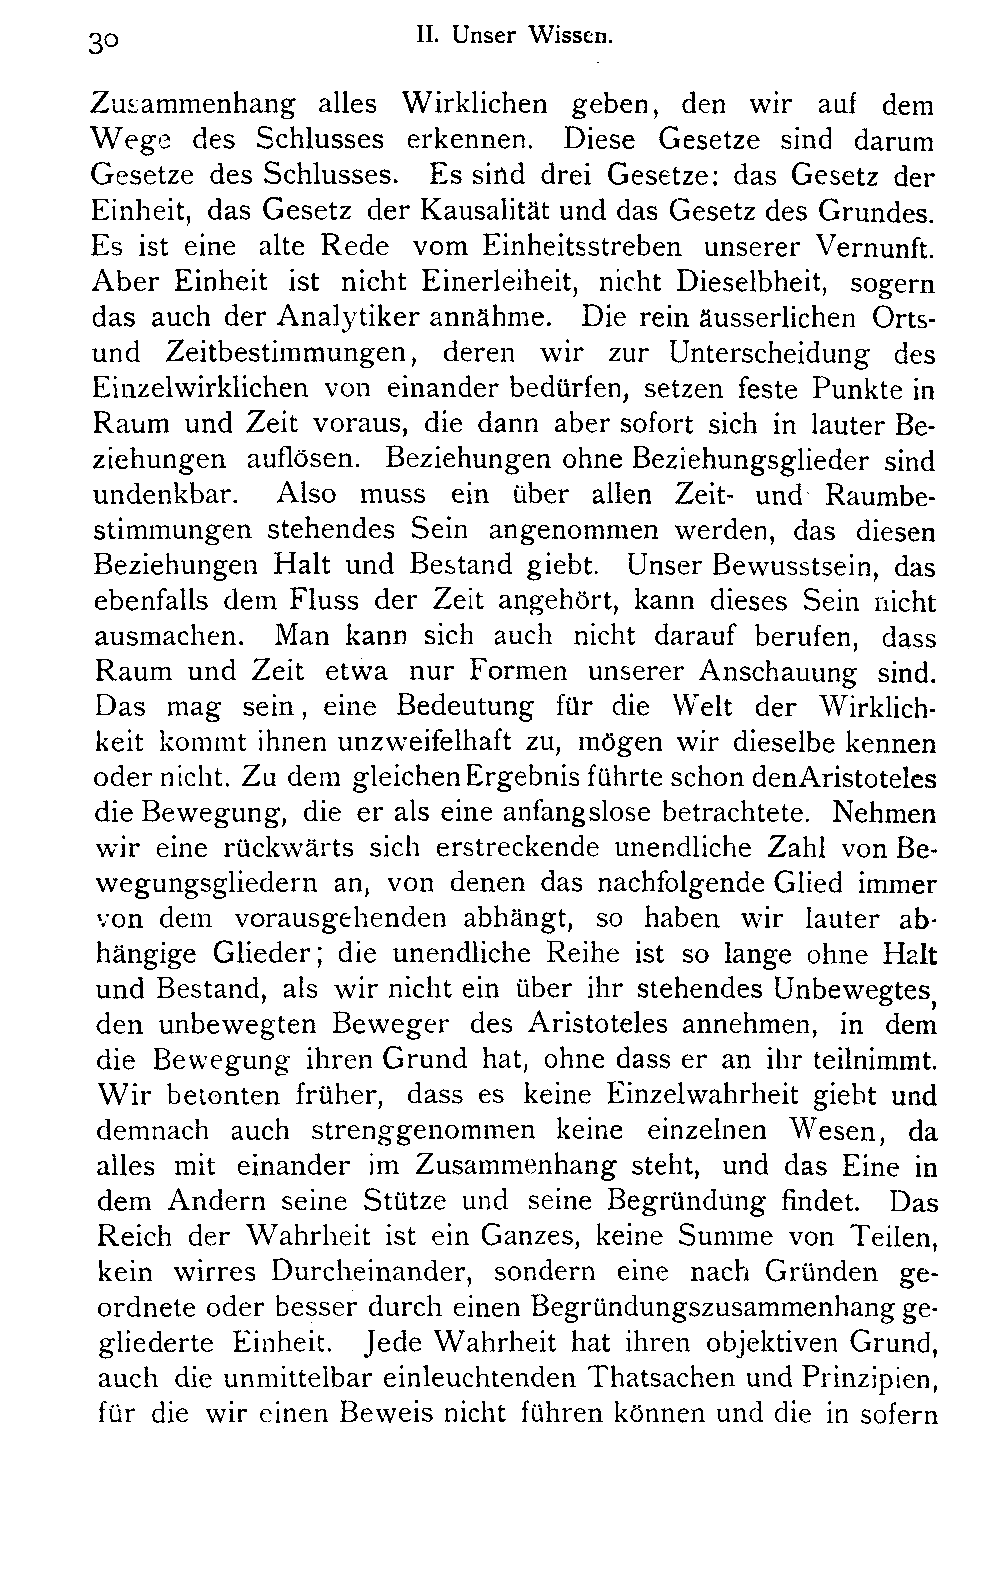 30
II. Unser Wissen.
Zusammenhang alles Wirklichen geben, den wir auf dem
Wege des Schlusses erkennen. Diese Gesetze sind darum
Gesetze des Schlusses. Es sind drei Gesetze: das Gesetz der
Einheit, das Gesetz der Kausalität und das Gesetz des Grundes.
Es ist eine alte Rede vom Einheitsstreben unserer Vernunft.
Aber Einheit ist nicht Einerleiheit, nicht Dieselbheit, sogern
das auch der Analytiker annähme. Die rein äusserlichen Orts-
und Zeitbestimmungen, deren wir zur Unterscheidung des
Einzelwirklichen von einander bedürfen, setzen feste Punkte in
Raum und Zeit voraus, die dann aber sofort sich in lauter Be-
ziehungen auflösen. Beziehungen ohne Beziehungsglieder sind
undenkbar. Also muss ein über allen Zeit- und Raumbe-
stimmungen stehendes Sein angenommen werden, das diesen
Beziehungen Halt und Bestand giebt. Unser Bewusstsein, das
ebenfalls dem Fluss der Zeit angehört, kann dieses Sein nicht
ausmachen. Man kann sich auch nicht darauf berufen, dass
Raum und Zeit etwa nur Formen unserer Anschauung sind.
Das mag sein, eine Bedeutung für die Welt der Wirklich-
keit kommt ihnen unzweifelhaft zu, mögen wir dieselbe kennen
oder nicht. Zu dem gleichen Ergebnis führte schon den Aristoteles
die Bewegung, die er als eine anfangslose betrachtete. Nehmen
wir eine rückwärts sich erstreckende unendliche Zahl von Be-
wegungsgliedern an, von denen das nachfolgende Glied immer
von dem vorausgehenden abhängt, so haben wir lauter ab-
hängige Glieder; die unendliche Reihe ist so lange ohne Halt
und Bestand, als wir nicht ein über ihr stehendes Unbewegtes,
den unbewegten Beweger des Aristoteles annehmen, in dem
die Bewegung ihren Grund hat, ohne dass er an ihr teilnimmt.
Wir betonten früher, dass es keine Einzelwahrheit giebt und
demnach auch strenggenommen keine einzelnen Wesen, da
alles mit einander im Zusammenhang steht, und das Eine in
dem Andern seine Stütze und seine Begründung findet. Das
Reich der Wahrheit ist ein Ganzes, keine Summe von Teilen,
kein wirres Durcheinander, sondern eine nach Gründen ge-
ordnete oder besser durch einen Begründungszusammenhang ge-
gliederte Einheit. Jede Wahrheit hat ihren objektiven Grund,
auch die unmittelbar einleuchtenden Thatsachen und Prinzipien,
für die wir einen Beweis nicht führen können und die in sofern